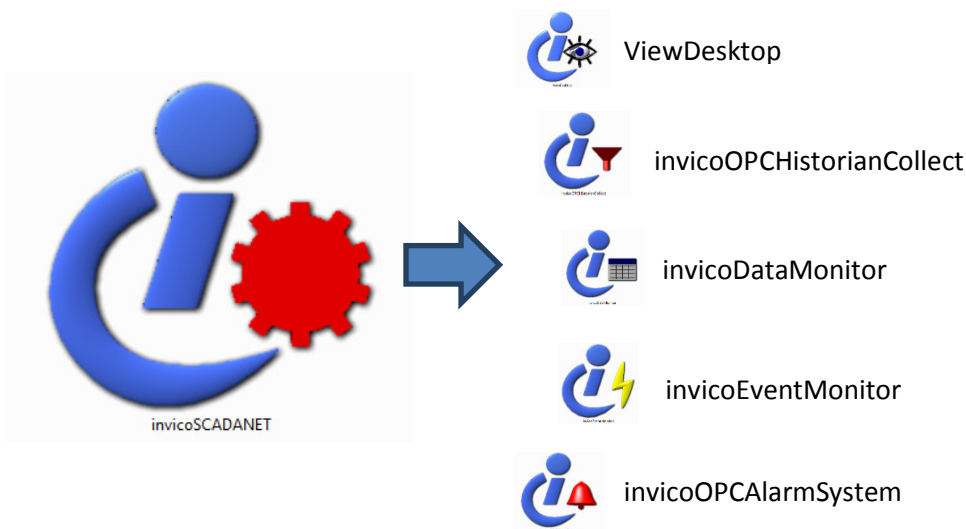 ViewDesktop
invicoOPCHistorianCollect
invicoDataMonitor
invicoEventMonitor
invicoOPCAlarmSystem
invicoSCADANET